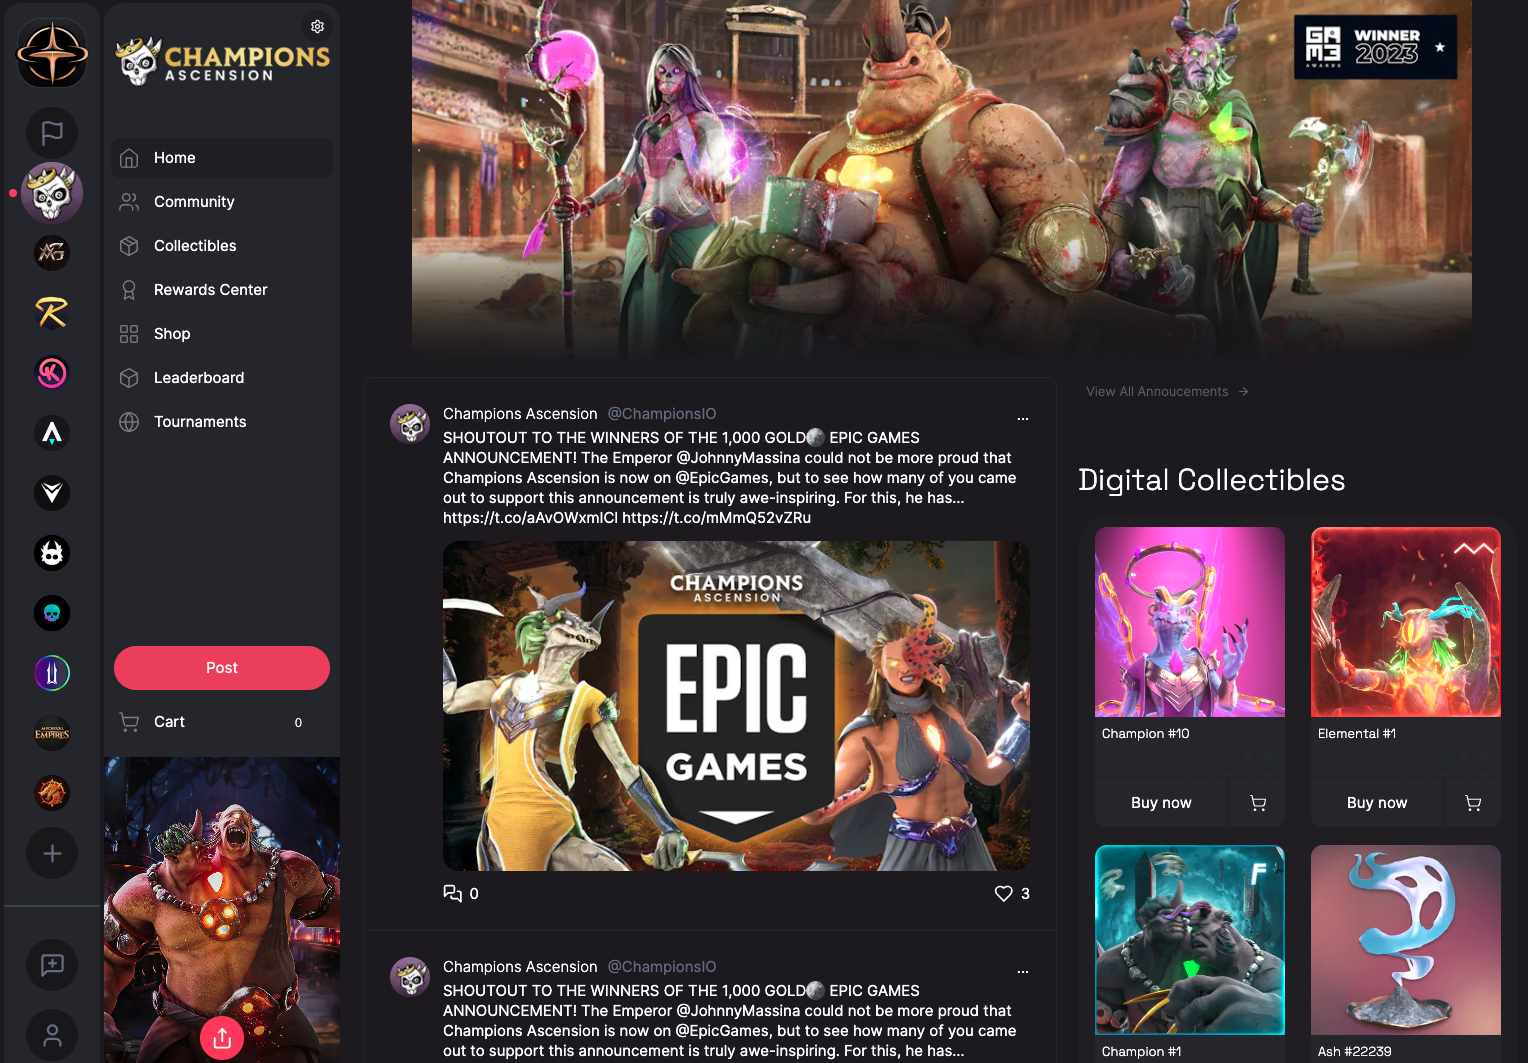 CHAMPIONS
ASCENSION
Home
Community
Collectibles
Rewards Center
Shop
Leaderboard
Tournaments
Post
Cart 0
MEDIEVAL
EMPIRES
GAM3
AWARDS
WINNER
2023
Champions Ascension @ChampionsIO ...
SHOUTOUT TO THE WINNERS OF THE 1,000 GOLD🪙 EPIC GAMES
ANNOUNCEMENT! The Emperor @JohnnyMassina could not be more proud that
Champions Ascension is now on @EpicGames, but to see how many of you came
out to support this announcement is truly awe-inspiring. For this, he has...
https://t.co/aAvOWxmICl https://t.co/mMmQ52vZRu
CHAMPIONS
ASCENSION
EPIC
GAMES
0 3
Champions Ascension @ChampionsIO ...
SHOUTOUT TO THE WINNERS OF THE 1,000 GOLD🪙 EPIC GAMES
ANNOUNCEMENT! The Emperor @JohnnyMassina could not be more proud that
Champions Ascension is now on @EpicGames, but to see how many of you came
out to support this announcement is truly awe-inspiring. For this, he has...
View All Annoucements →
Digital Collectibles
Champion #10
Buy now
Elemental #1
Buy now
Champion #1
Ash #22239